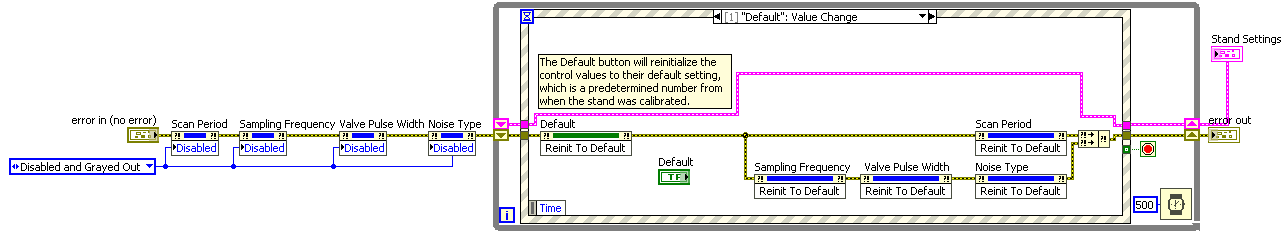 [1] "Default": Value Change
Stand Settings
The Default button will reinitialize the
control values to their default setting,
which is a predetermined number from
when the stand was calibrated.
error in (no error)
Scan Period
Sampling Frequency
Valve Pulse Width
Noise Type
Default
Scan Period
error out
Disabled
Disabled
Disabled
Disabled
Reinit To Default
Reinit To Default
Disabled and Grayed Out
Default
TF
Sampling Frequency
Valve Pulse Width
Noise Type
Reinit To Default
Reinit To Default
Reinit To Default
Time
500
i